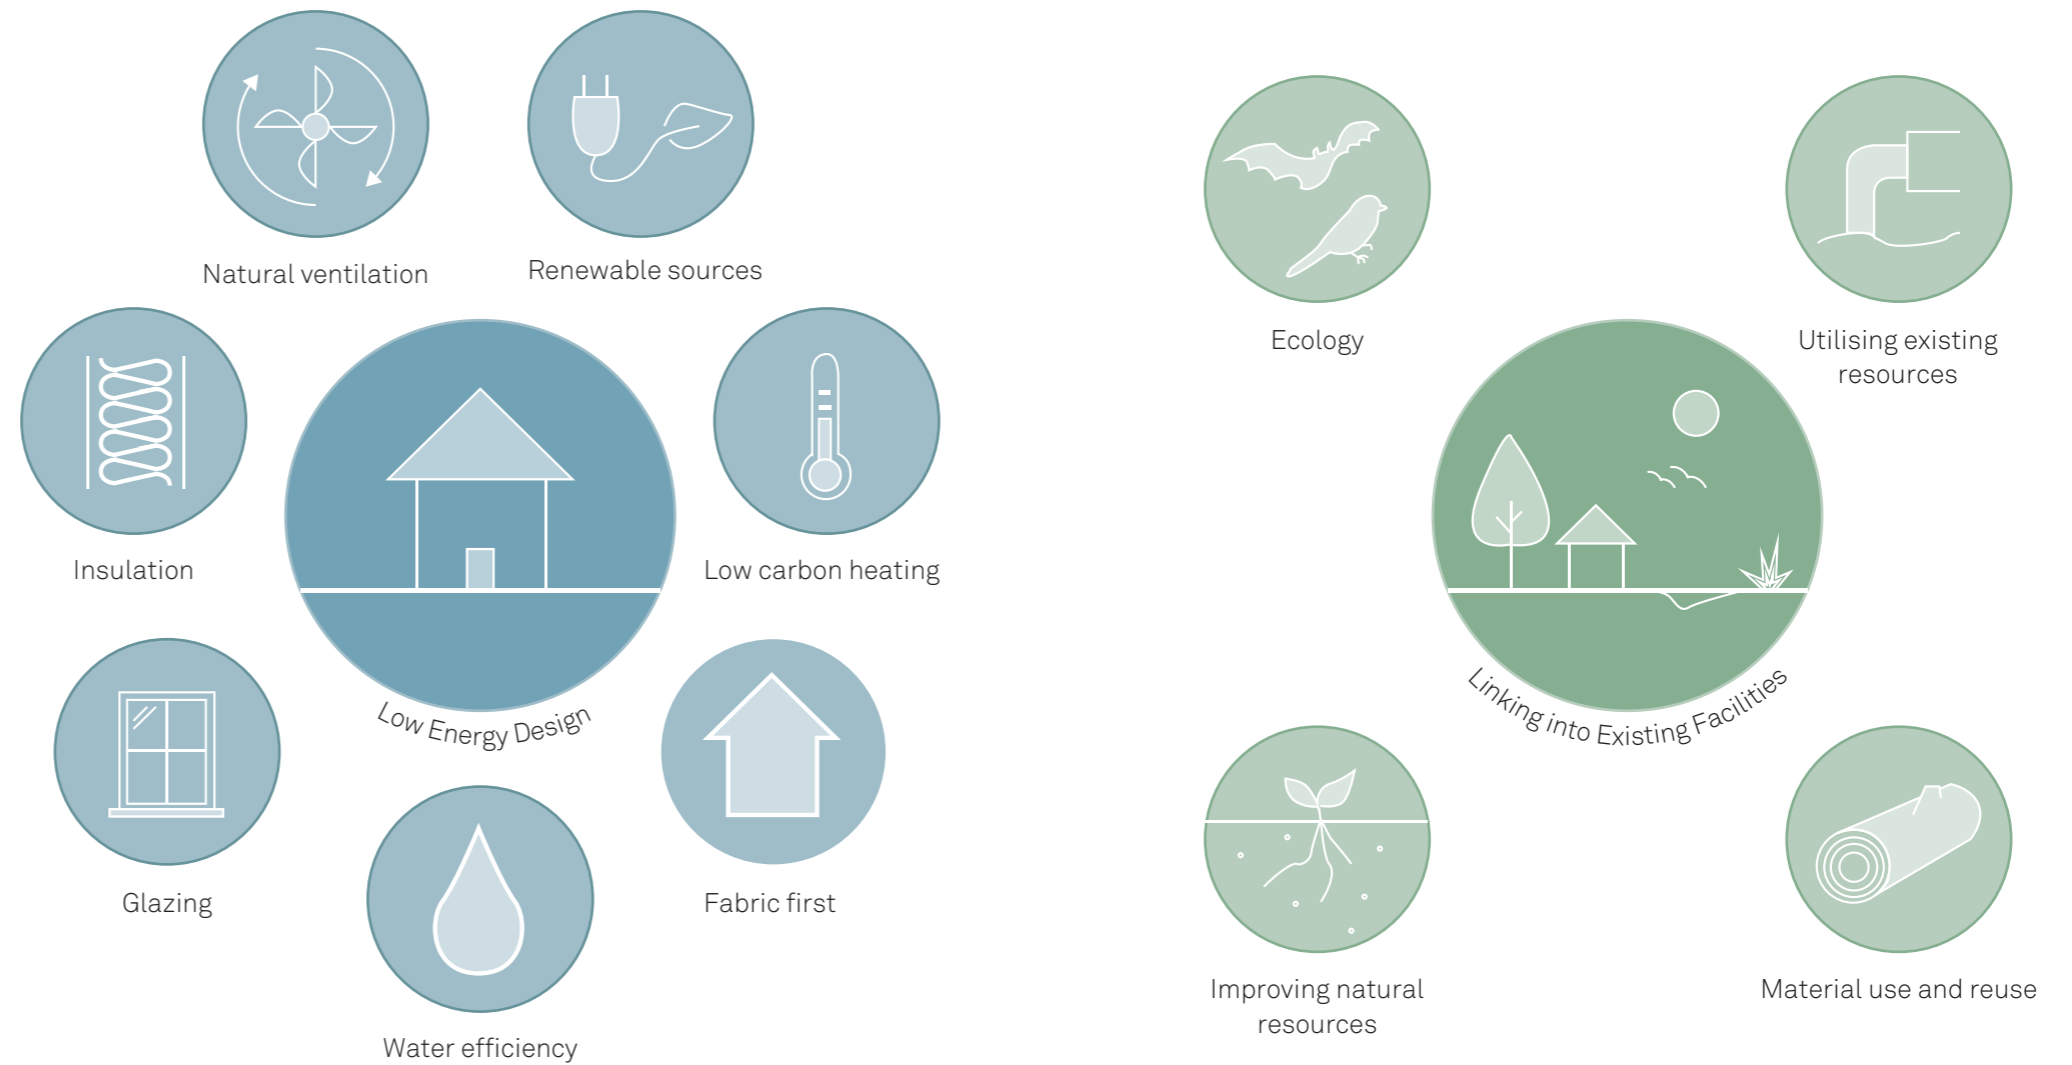 Natural ventilation
Renewable sources
Insulation
Low carbon heating
Low Energy Design
Glazing
Fabric first
Water efficiency
Ecology
Utilising existing
resources
Linking into Existing Facilities
Improving natural
resources
Material use and reuse